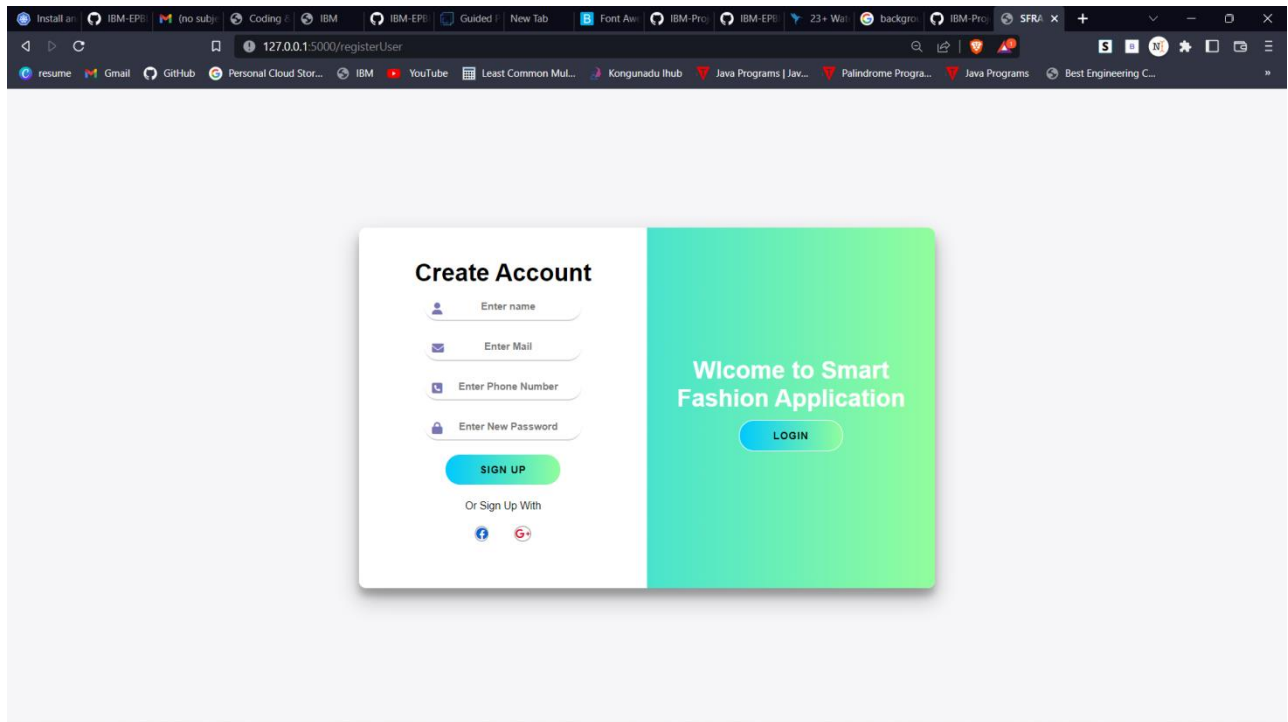 Install an
IBM-EPB
M (no subje
Coding &
IBM
IBM-EPB
Guided P
New Tab
B Font Aw
IBM-Proj
IBM-EPB
23+ Wat
G backgrou
IBM-Proj
SFRA
127.0.0.1:5000/registerUser
resume
Gmail
GitHub
Personal Cloud Stor...
IBM
YouTube
Least Common Mul...
Kongunadu Ihub
Java Programs | Jav...
Palindrome Progra...
Java Programs
Best Engineering C...
Create Account
Enter name
Enter Mail
Enter Phone Number
Enter New Password
SIGN UP
Or Sign Up With
Wlcome to Smart
Fashion Application
LOGIN